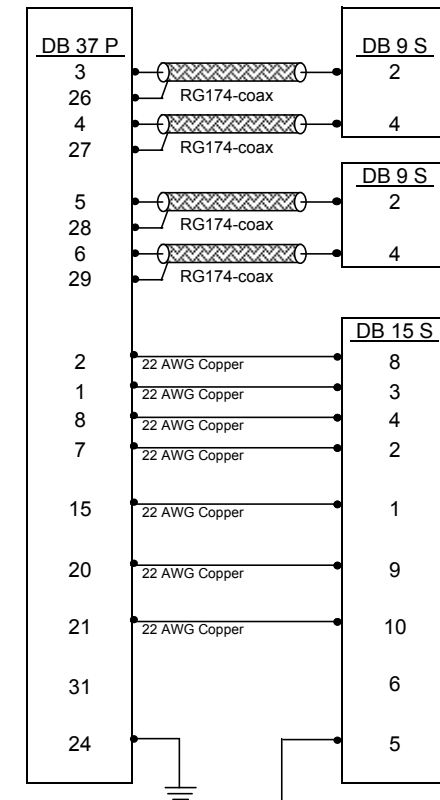 DB 37 P DB 9 S
3 2
26 RG174-coax
4 4
27 RG174-coax
DB 9 S
5 2
28 RG174-coax
6 4
29 RG174-coax
DB 15 S
2 22 AWG Copper 8
1 22 AWG Copper 3
8 22 AWG Copper 4
7 22 AWG Copper 2
15 22 AWG Copper 1
20 22 AWG Copper 9
21 22 AWG Copper 10
31 6
24 5